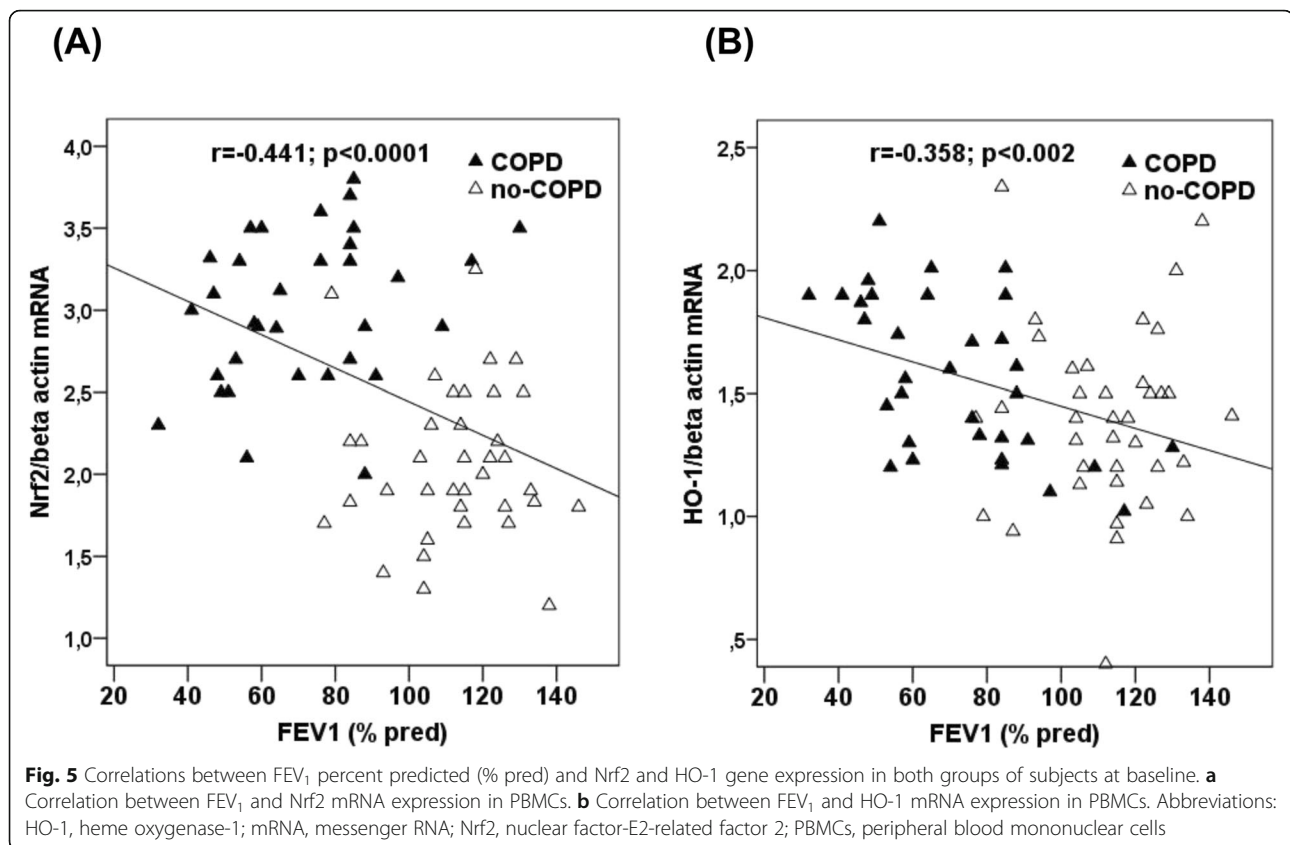 (A)
r=-0.441; p<0.0001
▲ COPD
△ no-COPD
4,0
3,5
3,0
2,5
2,0
1,5
1,0
Nrf2/beta actin mRNA
20 40 60 80 100 120 140
FEV1 (% pred)
(B)
r=-0.358; p<0.002
▲ COPD
△ no-COPD
2,5
2,0
1,5
1,0
,5
HO-1/beta actin mRNA
20 40 60 80 100 120 140
FEV1 (% pred)
Fig. 5 Correlations between FEV₁ percent predicted (% pred) and Nrf2 and HO-1 gene expression in both groups of subjects at baseline. a
Correlation between FEV₁ and Nrf2 mRNA expression in PBMCs. b Correlation between FEV₁ and HO-1 mRNA expression in PBMCs. Abbreviations:
HO-1, heme oxygenase-1; mRNA, messenger RNA; Nrf2, nuclear factor-E2-related factor 2; PBMCs, peripheral blood mononuclear cells